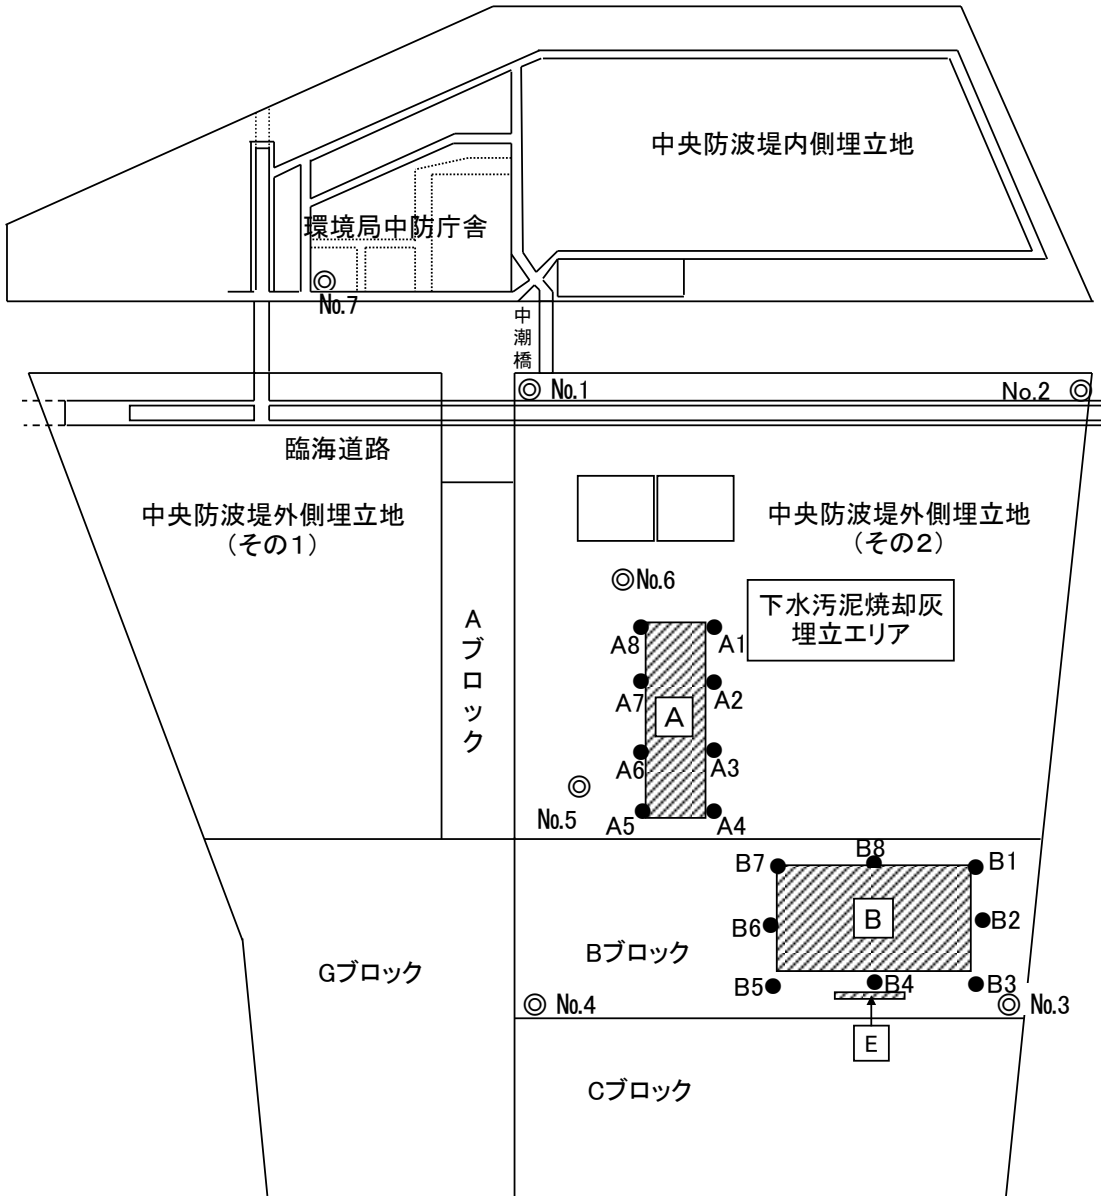 中央防波堤内側埋立地
環境局中防庁舎
No.7
中潮橋
No.1
No.2
臨海道路
中央防波堤外側埋立地
(その1)
中央防波堤外側埋立地
(その2)
No.6
下水汚泥焼却灰
埋立エリア
Aブロック
A8
A1
A7
A2
A
A6
A3
No.5
A5
A4
B7
B8
B1
B6
B
B2
Bブロック
Gブロック
B5
B4
B3
No.4
No.3
E
Cブロック